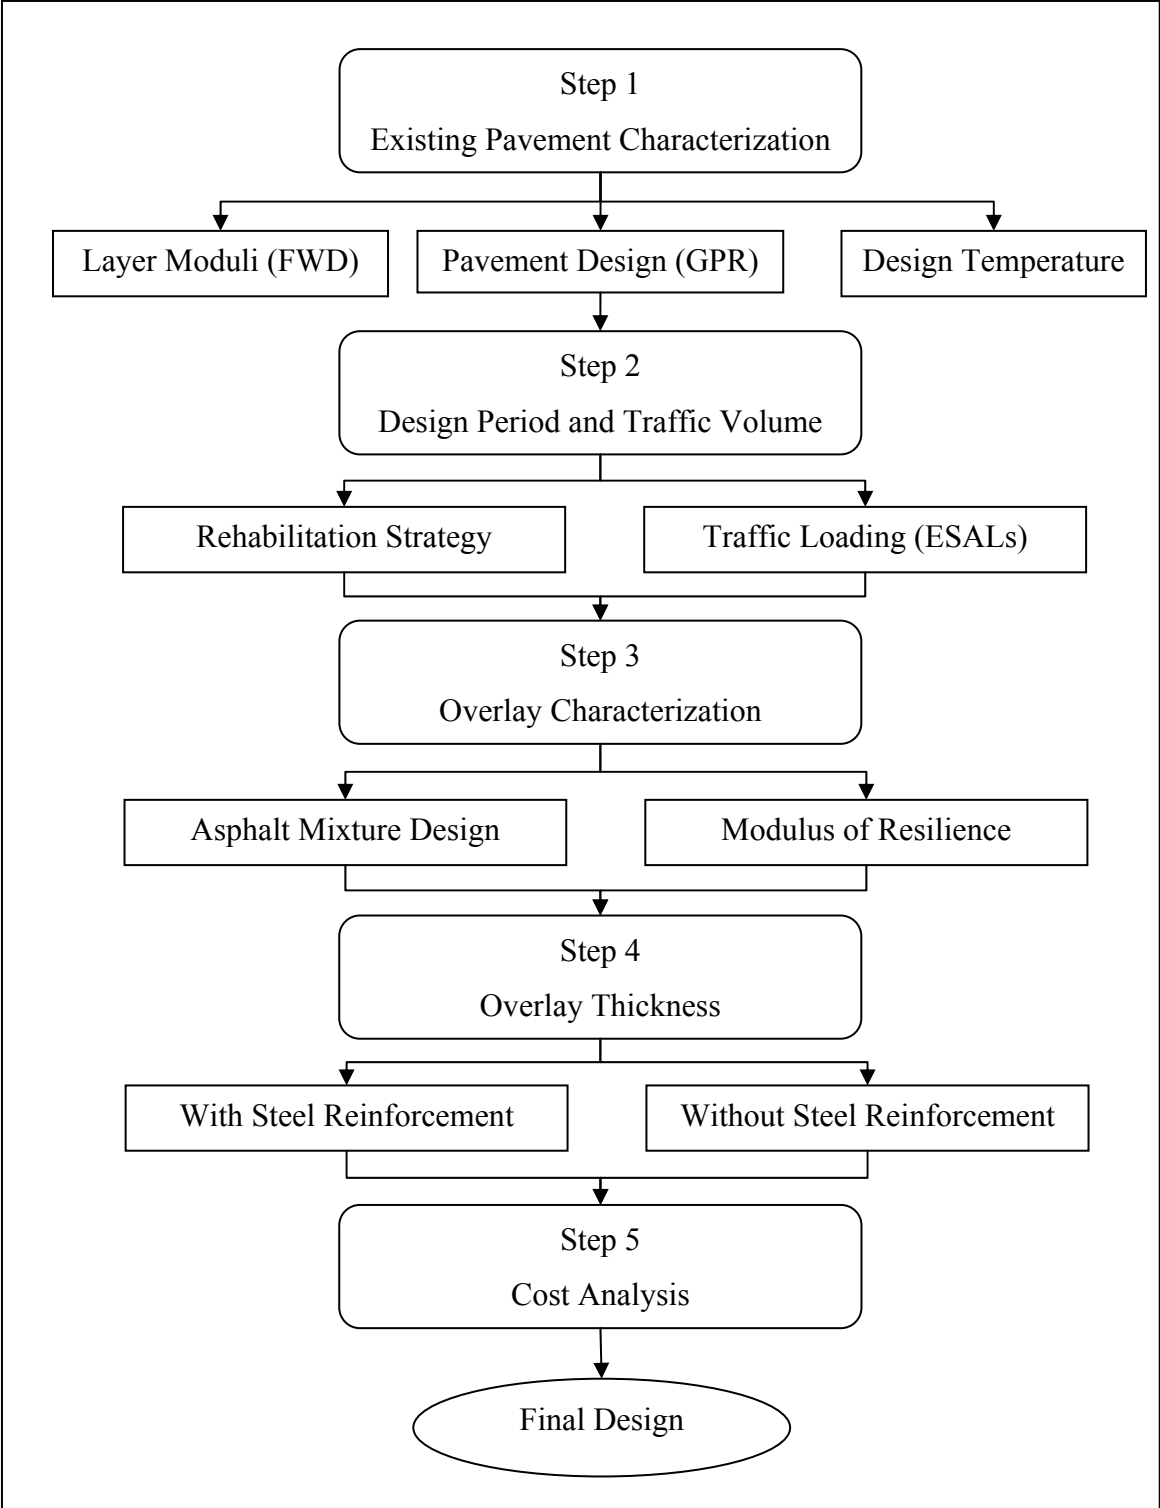 Step 1
Existing Pavement Characterization
Layer Moduli (FWD)
Pavement Design (GPR)
Design Temperature
Step 2
Design Period and Traffic Volume
Rehabilitation Strategy
Traffic Loading (ESALs)
Step 3
Overlay Characterization
Asphalt Mixture Design
Modulus of Resilience
Step 4
Overlay Thickness
With Steel Reinforcement
Without Steel Reinforcement
Step 5
Cost Analysis
Final Design